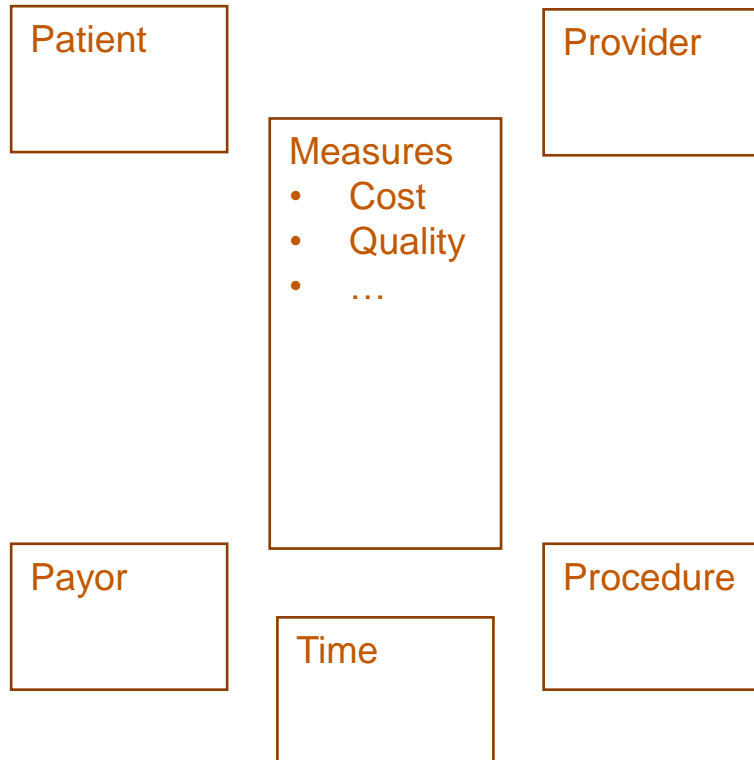 Patient
Provider
Measures
• Cost
• Quality
• …
Payor
Procedure
Time